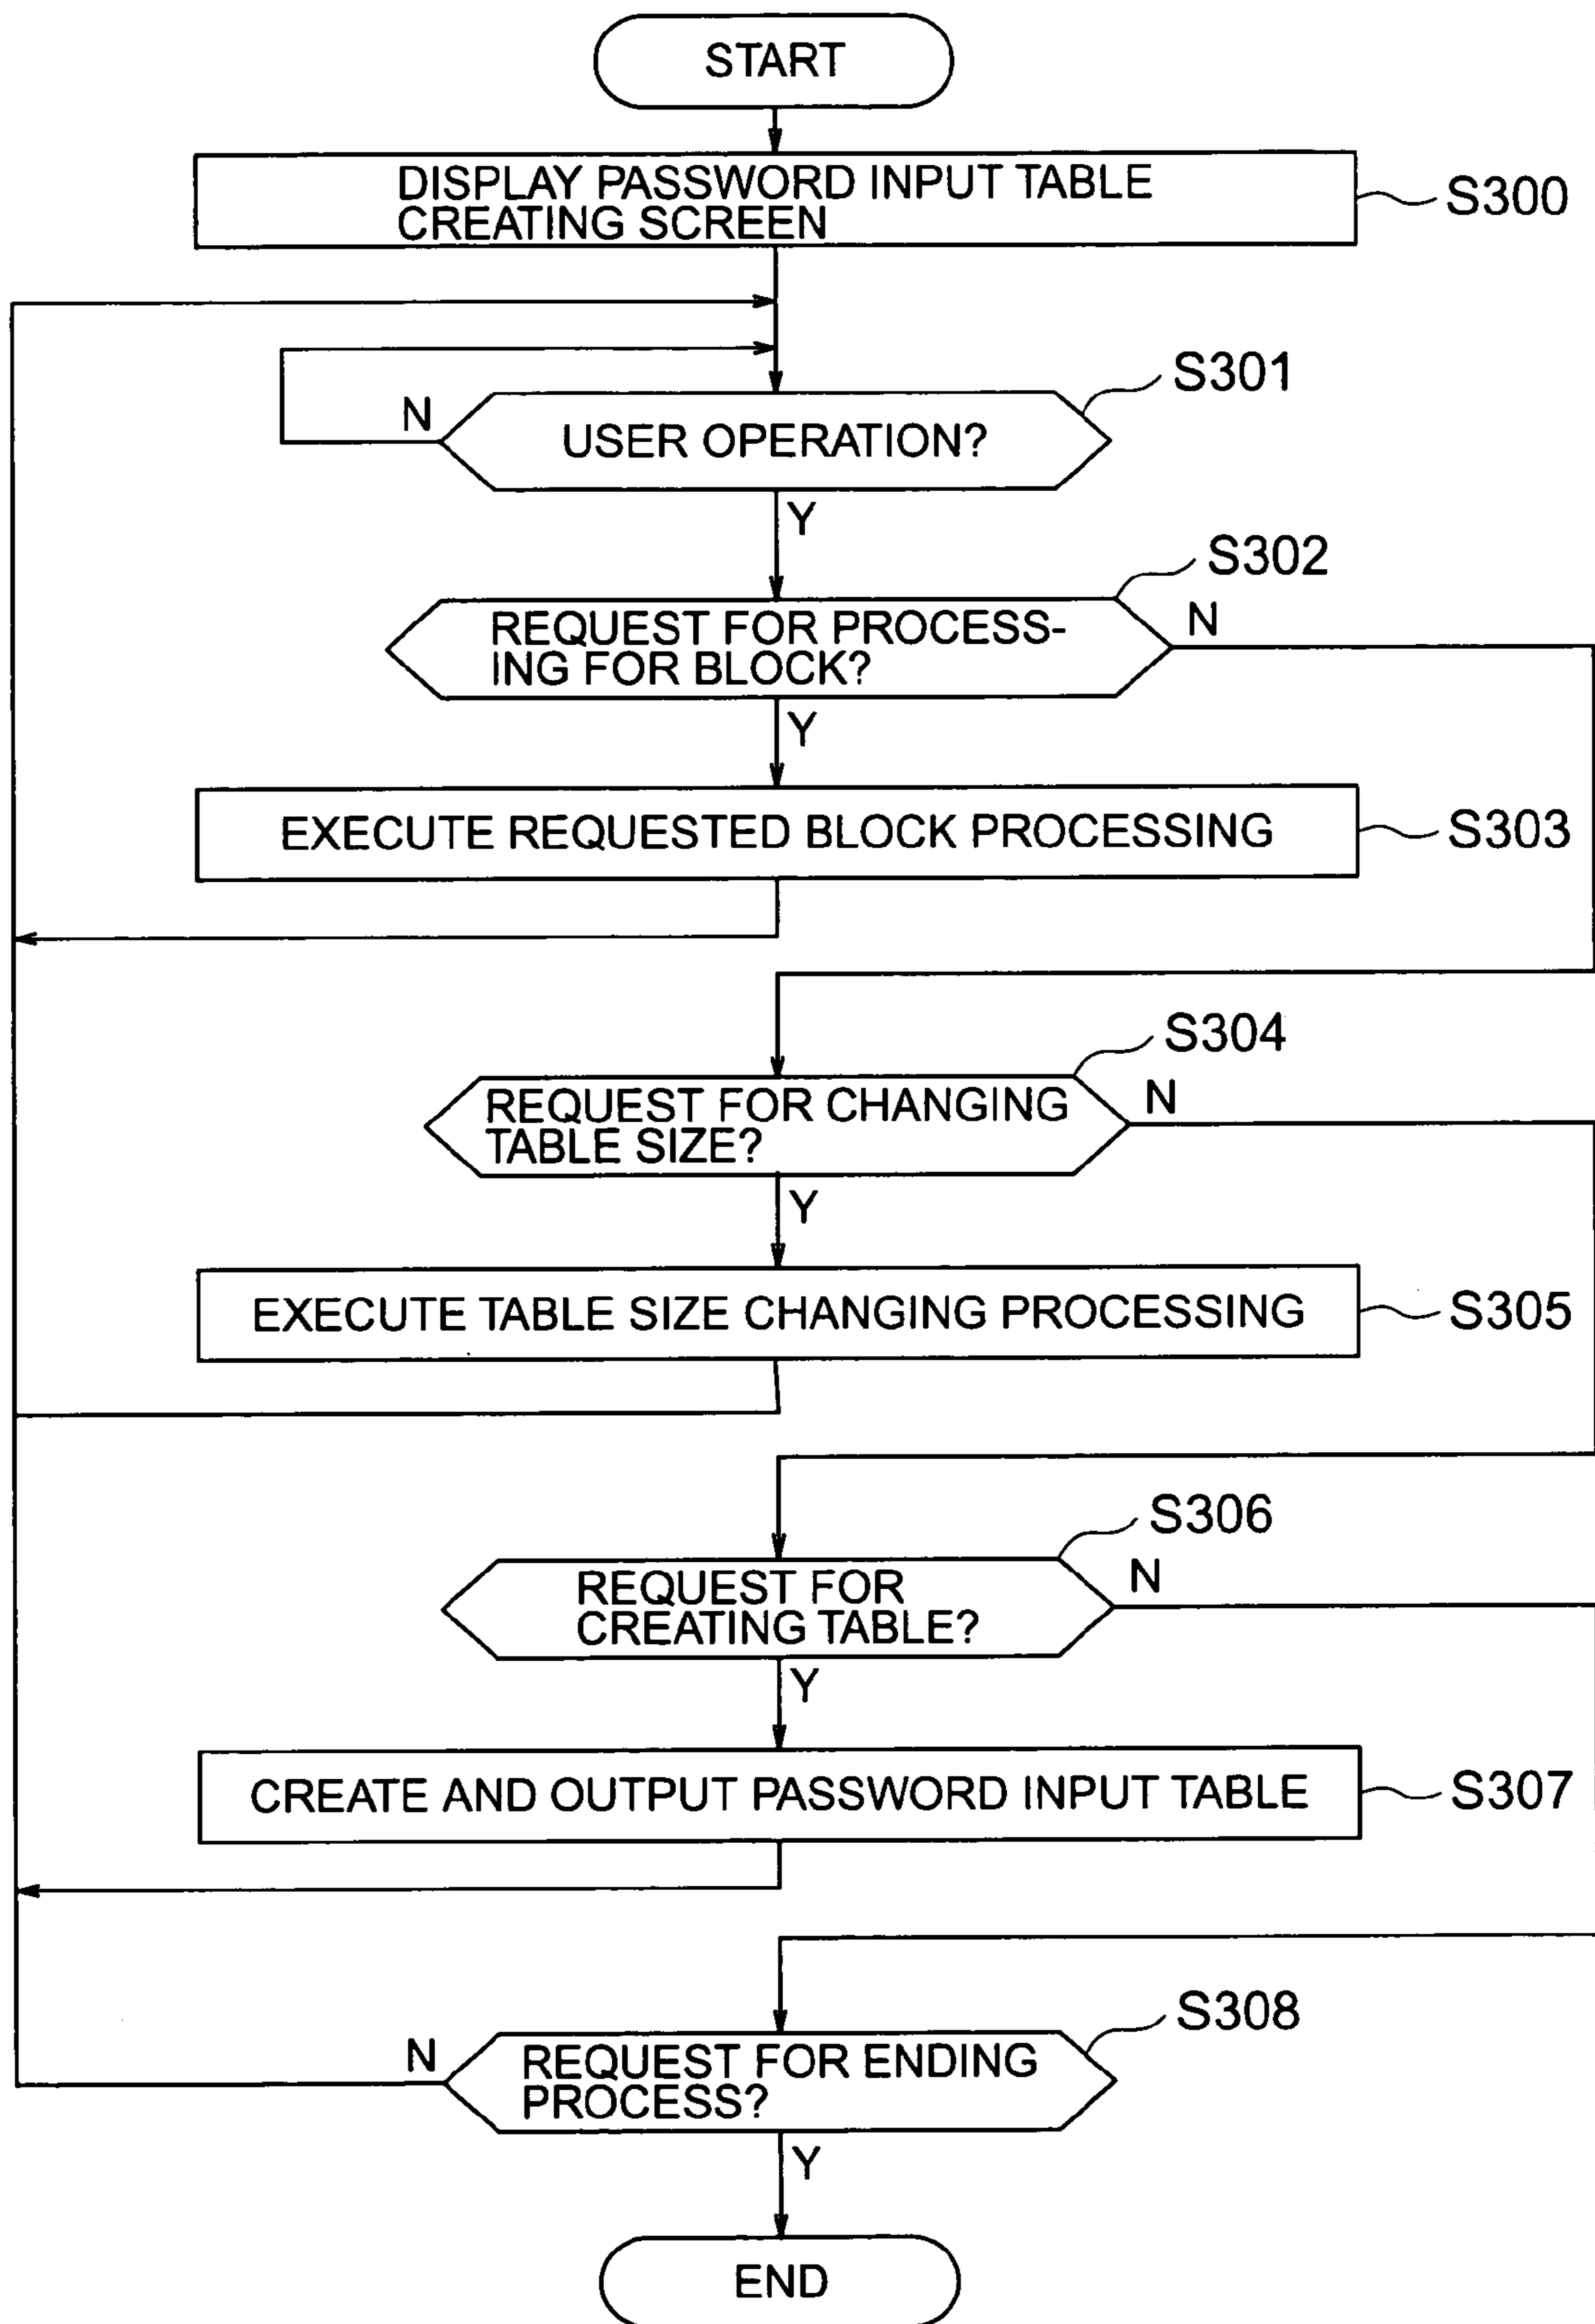 START
DISPLAY PASSWORD INPUT TABLE
CREATING SCREEN
S300
S301
N
USER OPERATION?
Y
S302
REQUEST FOR PROCESS-
ING FOR BLOCK?
N
Y
EXECUTE REQUESTED BLOCK PROCESSING
S303
S304
REQUEST FOR CHANGING
TABLE SIZE?
N
Y
EXECUTE TABLE SIZE CHANGING PROCESSING
S305
S306
REQUEST FOR
CREATING TABLE?
N
Y
CREATE AND OUTPUT PASSWORD INPUT TABLE
S307
S308
N
REQUEST FOR ENDING
PROCESS?
Y
END